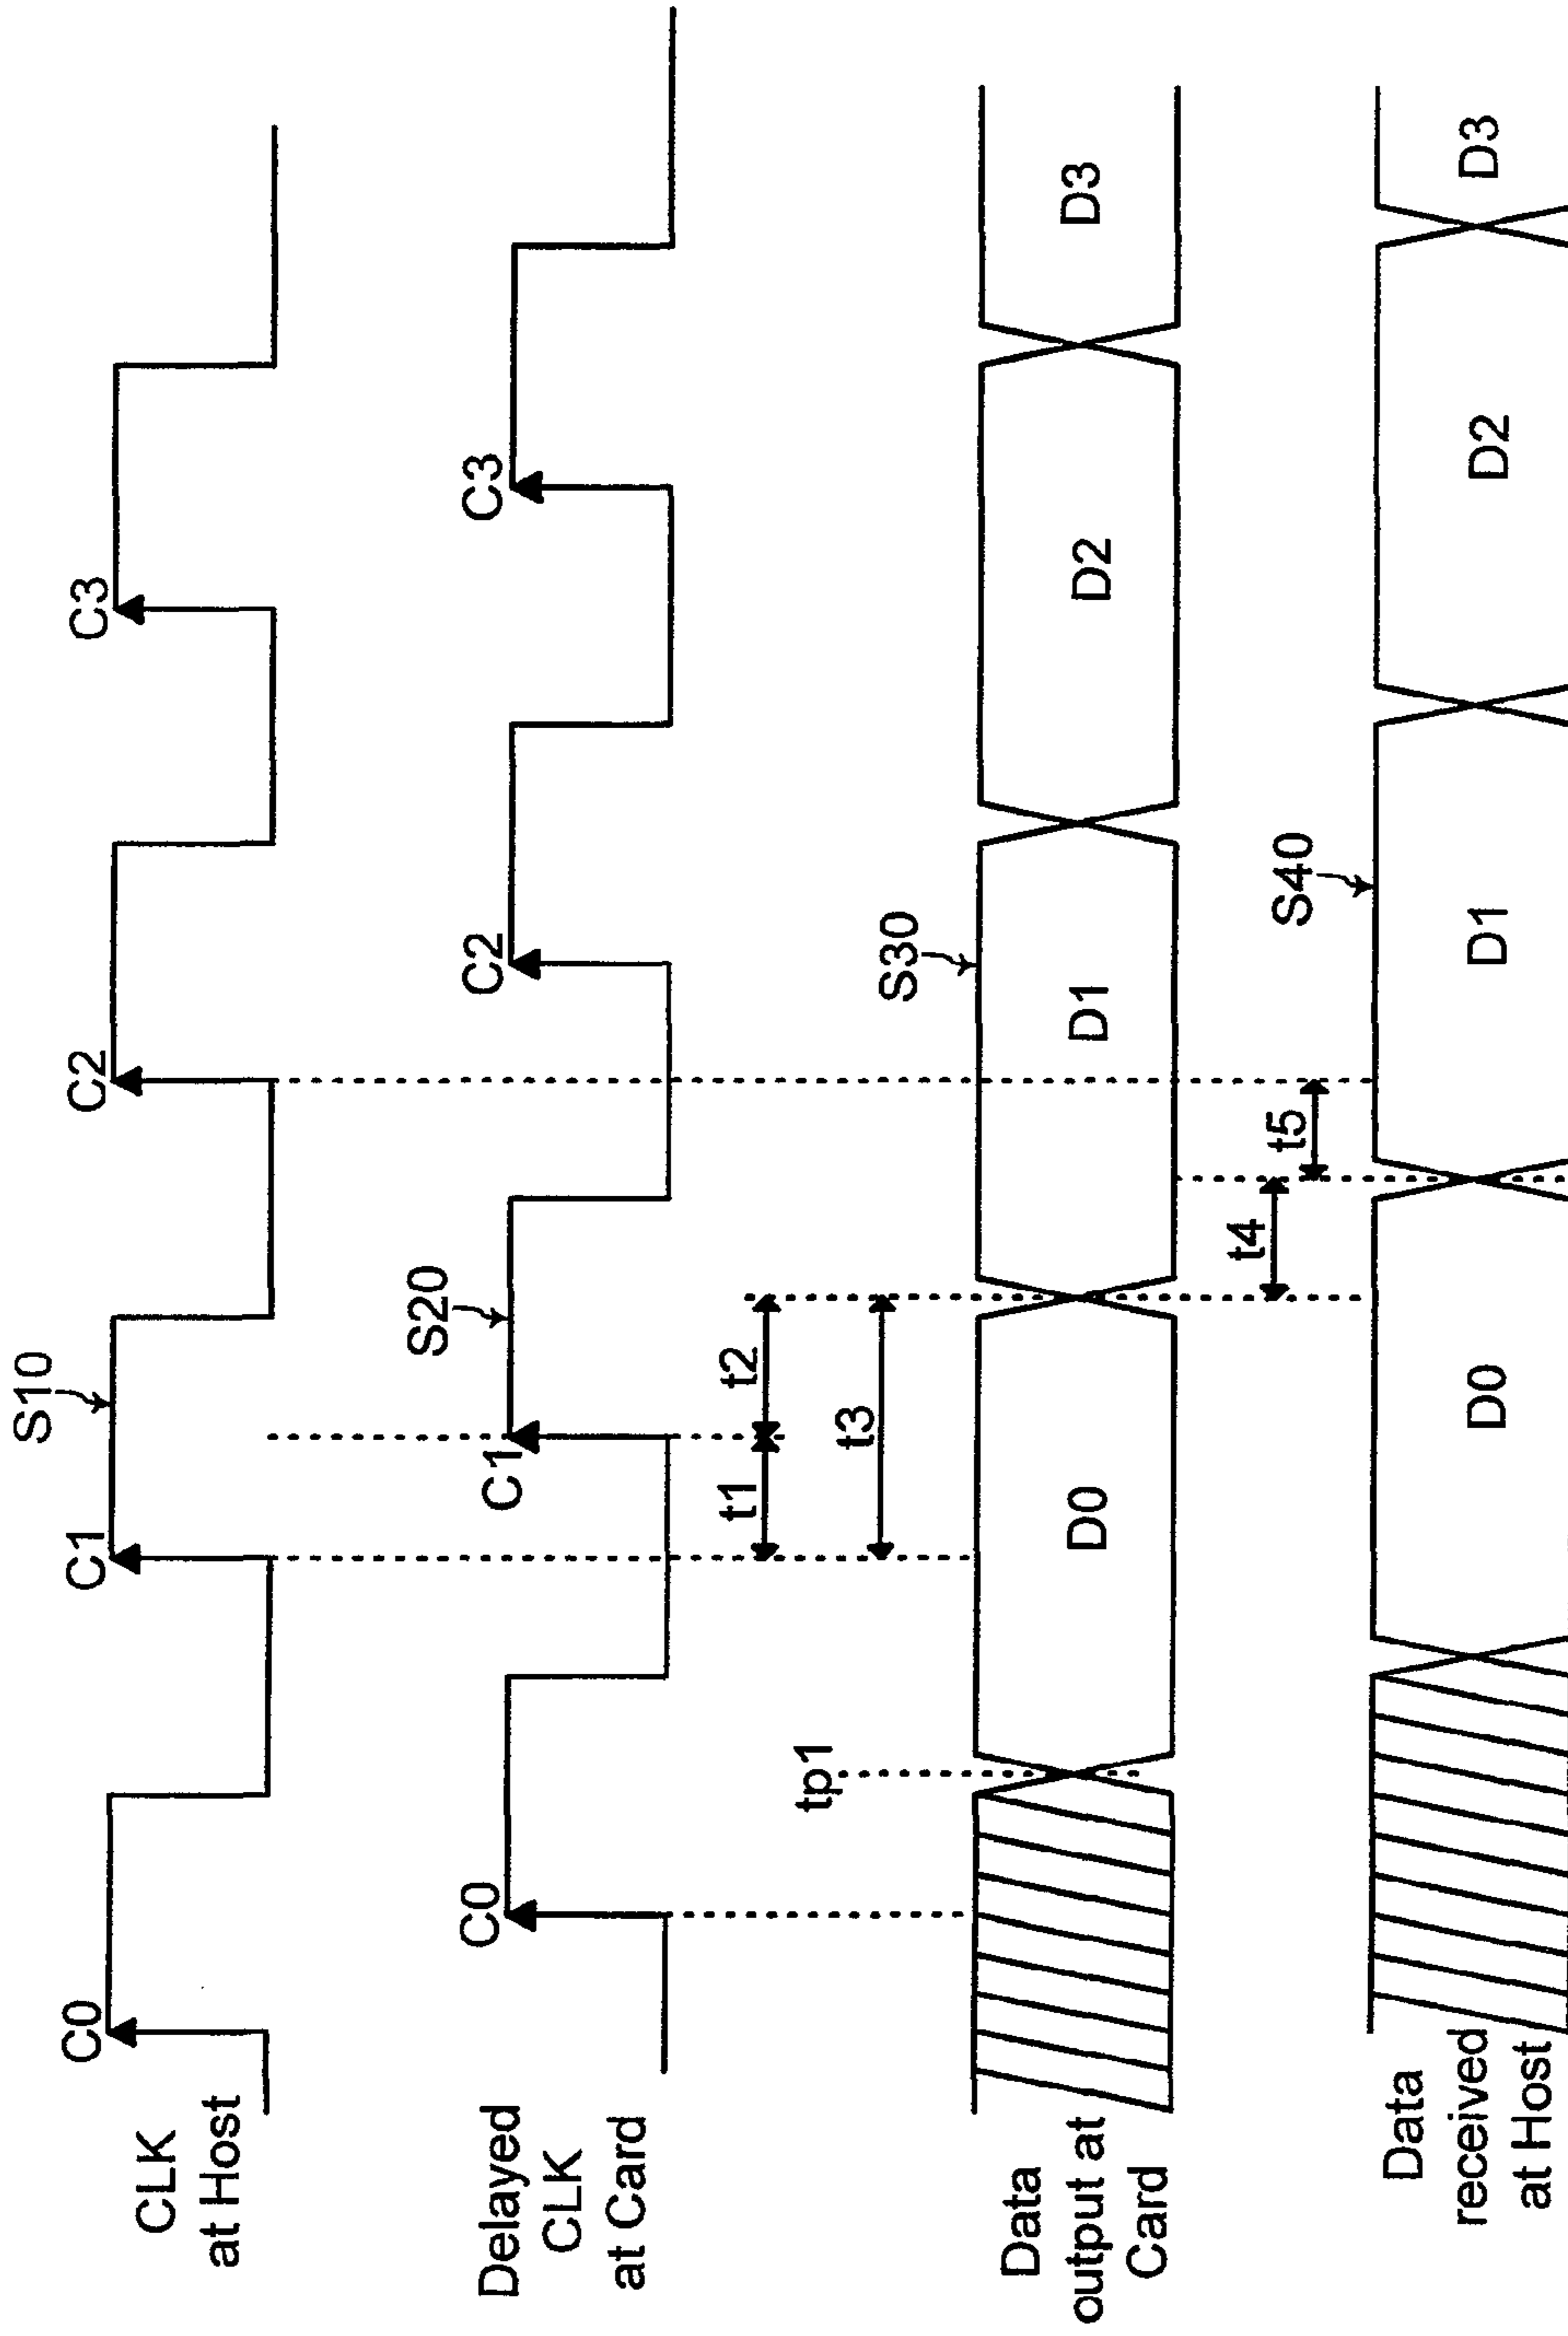 S10
C0
C1
C2
C3
CLK
at Host
S20
C0
C1
C2
C3
Delayed
CLK
at Card
t1
t2
t3
tp1
S30
Data
output at
Card
D0
D1
D2
D3
t4
t5
S40
Data
received
at Host
D0
D1
D2
D3